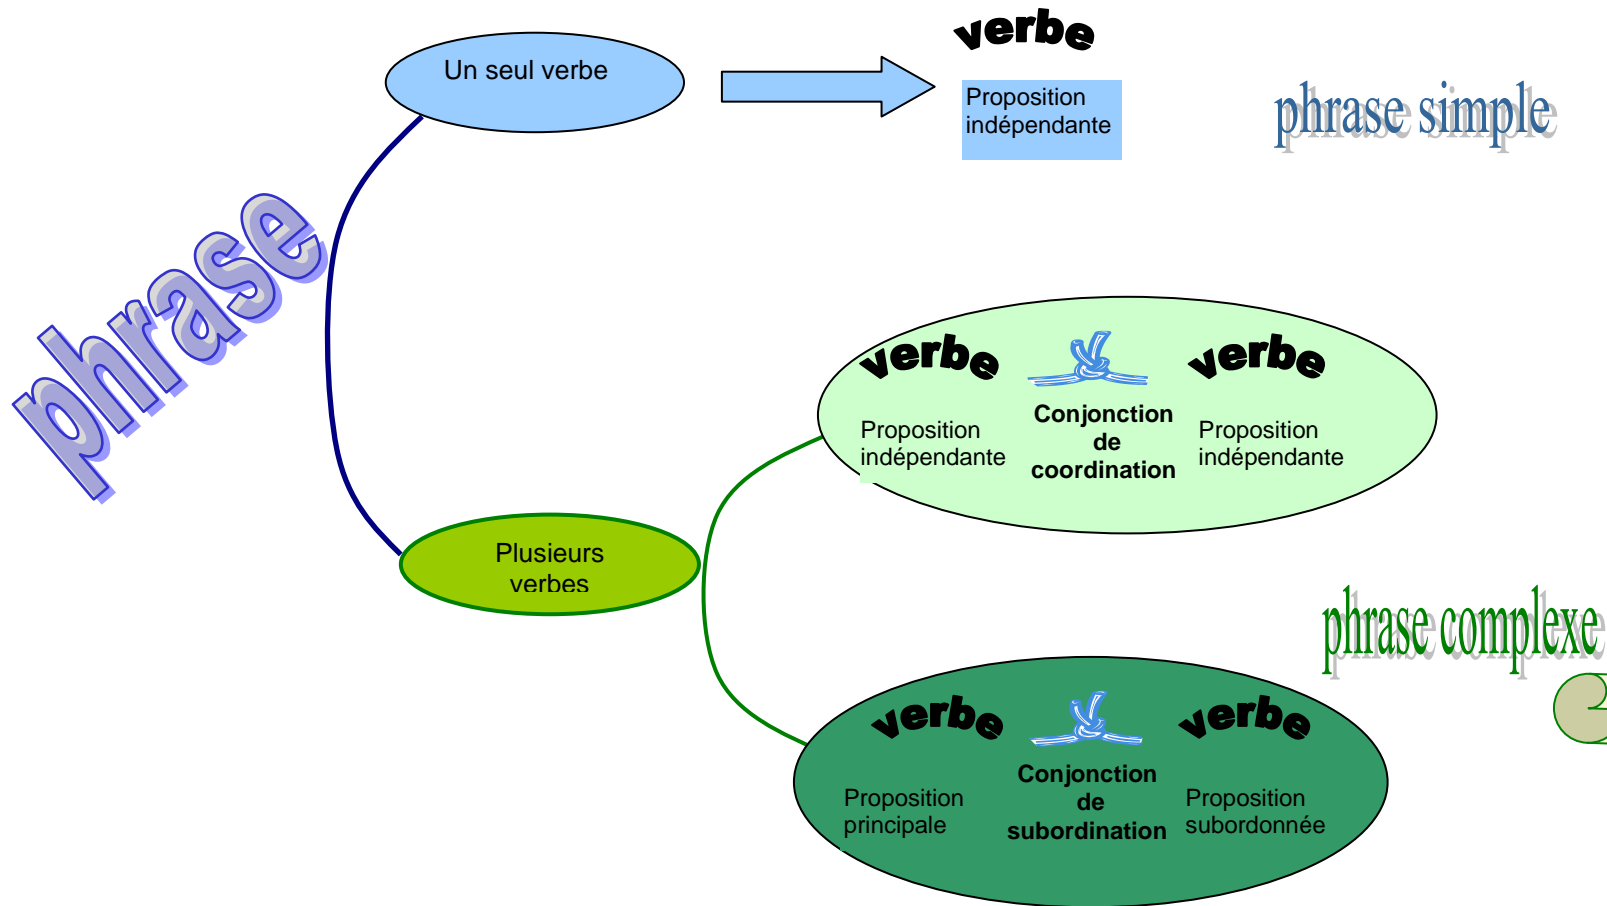 phrase
Un seul verbe
verbe
Proposition
indépendante
phrase simple
Plusieurs
verbes
verbe
verbe
Proposition
indépendante
Conjonction
de
coordination
Proposition
indépendante
phrase complexe
verbe
verbe
Proposition
principale
Conjonction
de
subordination
Proposition
subordonnée